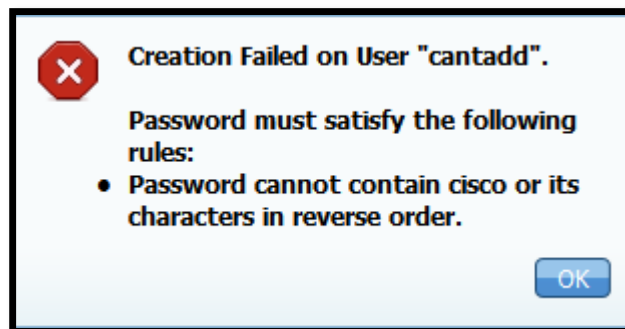 Creation Failed on User "cantadd".
Password must satisfy the following
rules:
• Password cannot contain cisco or its
characters in reverse order.
OK